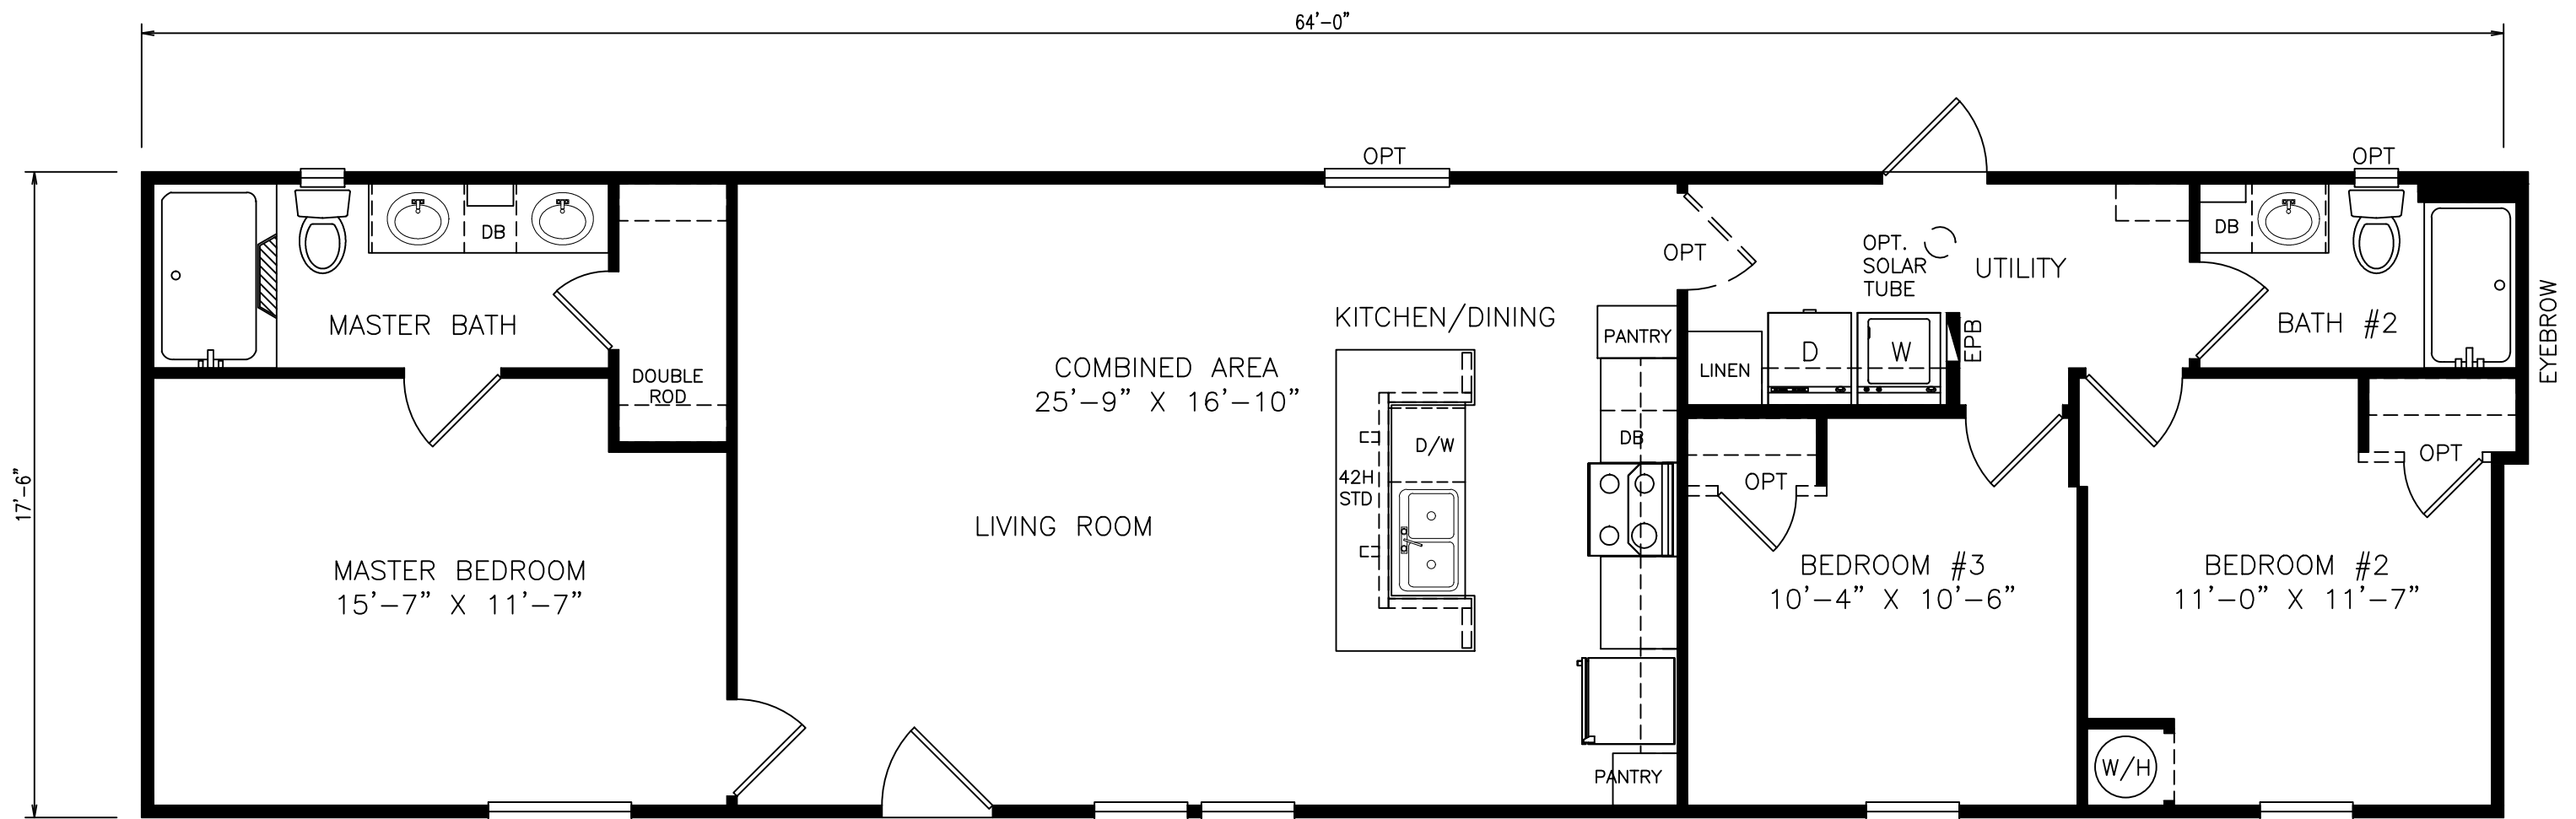 64'-0"
OPT
OPT
DB
DB
OPT
OPT.
SOLAR
TUBE
UTILITY
MASTER BATH
KITCHEN/DINING
PANTRY
EPB
BATH #2
EYEBROW
DOUBLE
ROD
COMBINED AREA
25'-9" X 16'-10"
LINEN
D
W
D/W
DB
42H
STD
OPT
OPT
17'-6"
LIVING ROOM
MASTER BEDROOM
15'-7" X 11'-7"
BEDROOM #3
10'-4" X 10'-6"
BEDROOM #2
11'-0" X 11'-7"
PANTRY
W/H